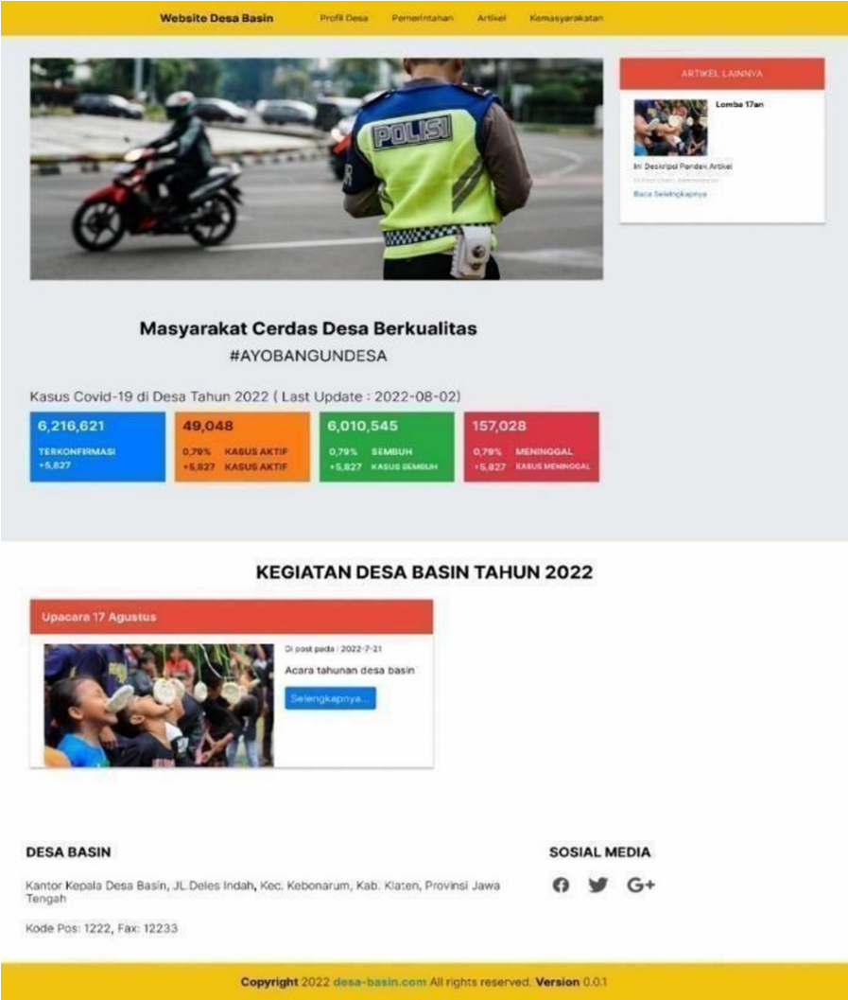 Website Desa Basin
Profil Desa
Pemerintahan
Artikel
Kemasyarakatan
POLISI
ARTIKEL LAINNYA
Lomba 17an
Ini Deskripsi Pendek Artikel
Baca Selengkapnya
Masyarakat Cerdas Desa Berkualitas
#AYOBANGUNDESA
Kasus Covid-19 di Desa Tahun 2022 ( Last Update : 2022-08-02)
6,216,621
TERKONFIRMASI
+5,827
49,048
0,79% KASUS AKTIF
+5,827 KASUS AKTIF
6,010,545
0,79% SEMBUH
+5,827 KASUS SEMBUH
157,028
0,79% MENINGGAL
+5,827 KASUS MENINGGAL
KEGIATAN DESA BASIN TAHUN 2022
Upacara 17 Agustus
Di post pada : 2022-7-21
Acara tahunan desa basin
Selengkapnya...
DESA BASIN
Kantor Kepala Desa Basin, JL.Deles Indah, Kec. Kebonarum, Kab. Klaten, Provinsi Jawa
Tengah
Kode Pos: 1222, Fax: 12233
SOSIAL MEDIA
G+
Copyright 2022 desa-basin.com All rights reserved. Version 0.0.1